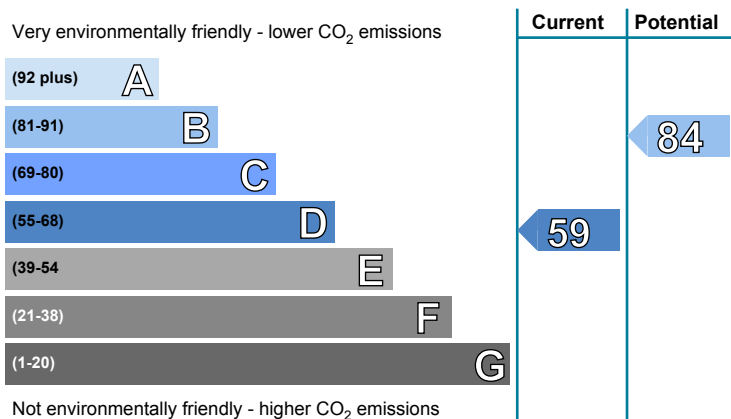 Current Potential
Very environmentally friendly - lower CO₂ emissions
(92 plus) A
(81-91) B
84
(69-80) C
(55-68) D
59
(39-54 E
(21-38) F
(1-20) G
Not environmentally friendly - higher CO₂ emissions